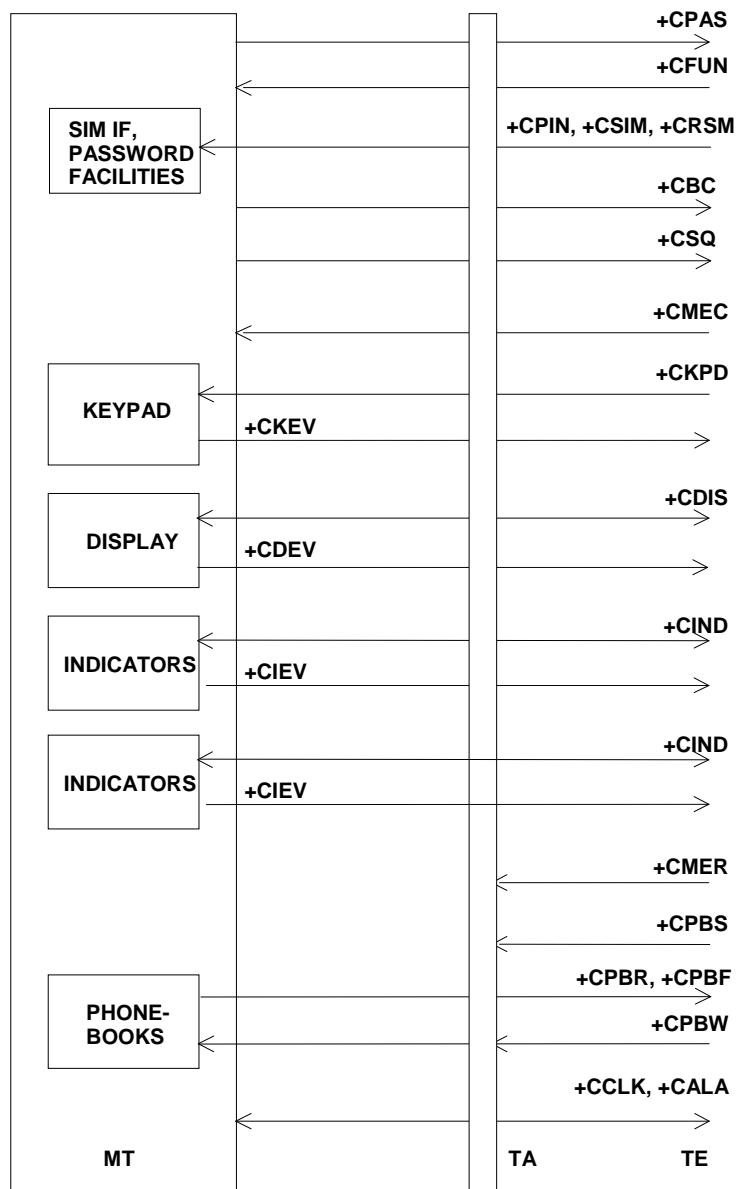 +CPAS
+CFUN
SIM IF,
PASSWORD
FACILITIES
+CPIN, +CSIM, +CRSM
+CBC
+CSQ
+CMEC
+CKPD
KEYPAD
+CKEV
+CDIS
DISPLAY
+CDEV
+CIND
INDICATORS
+CIEV
+CIND
INDICATORS
+CIEV
+CMER
+CPBS
+CPBR, +CPBF
PHONE-
BOOKS
+CPBW
+CCLK, +CALA
MT TA TE